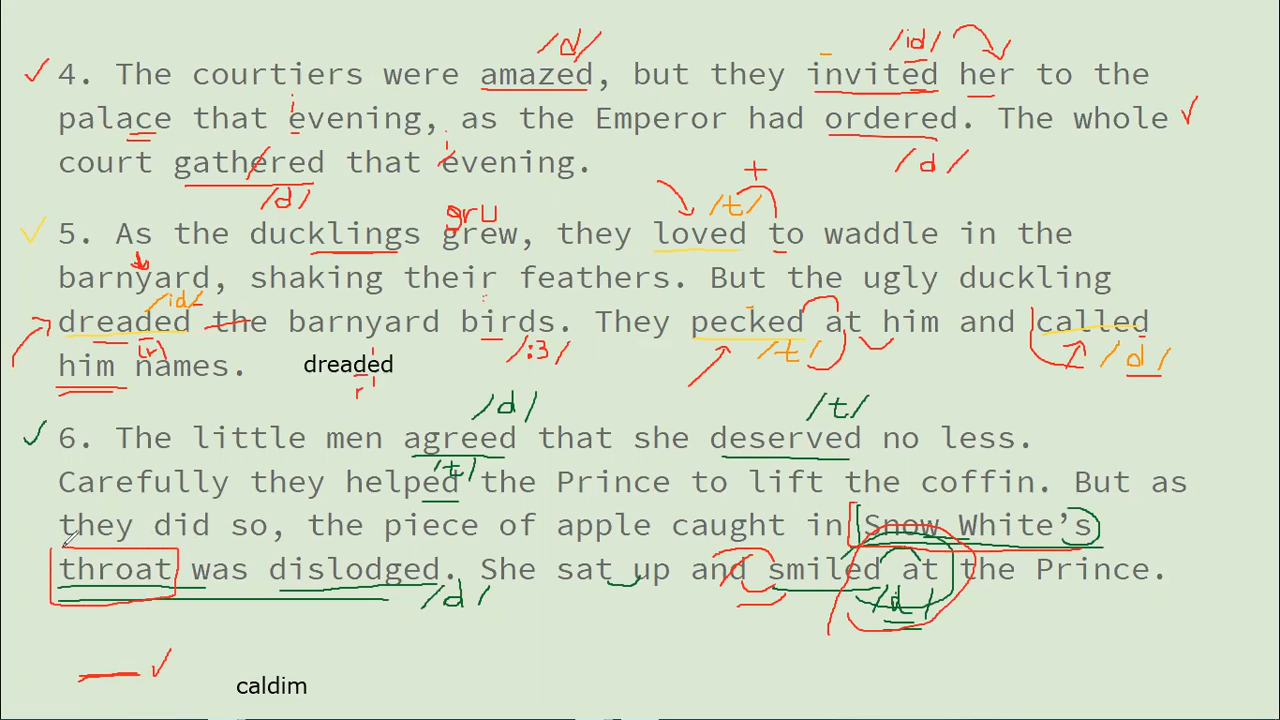 /d/ /id/
4. The courtiers were amazed, but they invited her to the
i
palace that evening, as the Emperor had ordered. The whole
i
court gathered that evening. /d/
/d/ +
gru /t/
5. As the ducklings grew, they loved to waddle in the
barnyard, shaking their feathers. But the ugly duckling
/id/
dreaded the barnyard birds. They pecked at him and called
(r) /:3/ /t/ /d/
him names. dreaded
i
r
/d/ /t/
6. The little men agreed that she deserved no less.
/t/
Carefully they helped the Prince to lift the coffin. But as
they did so, the piece of apple caught in Snow White’s
throat was dislodged. She sat up and smiled at the Prince.
/d/ /d/
caldim